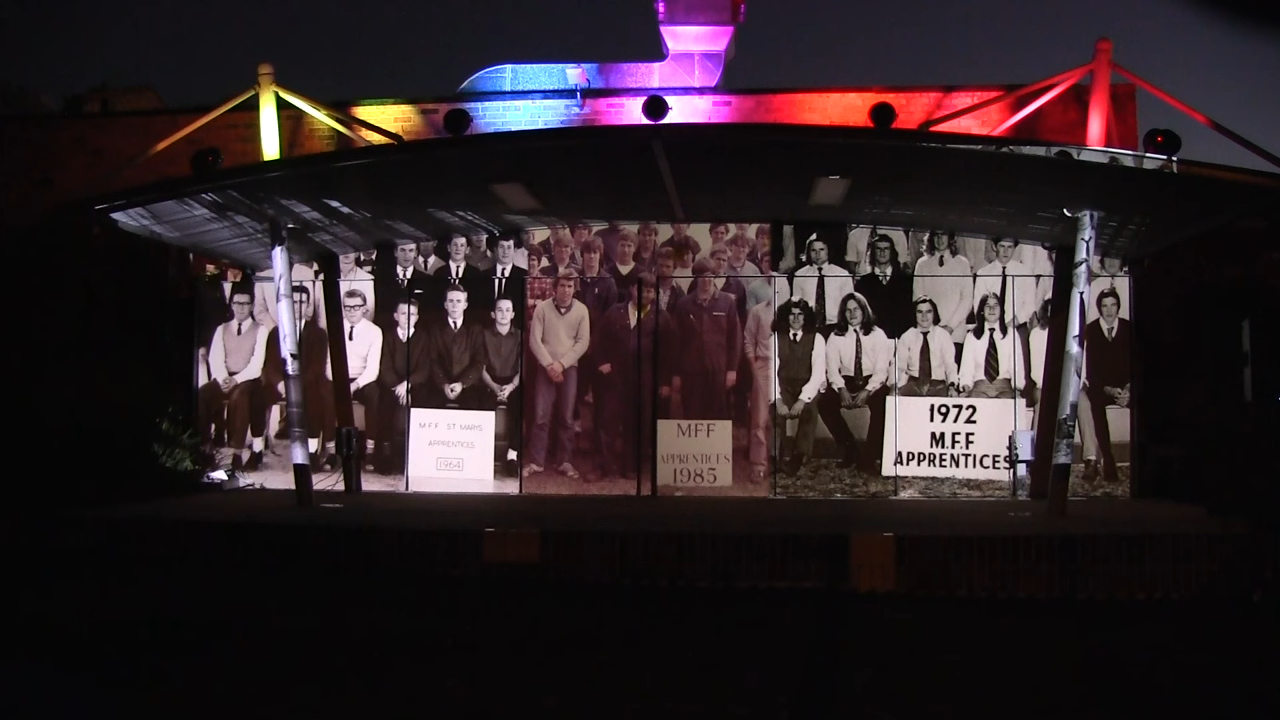 M.F.F. ST MARYS
APPRENTICES
1964
MFF
APPRENTICES
1985
1972
M.F.F
APPRENTICES